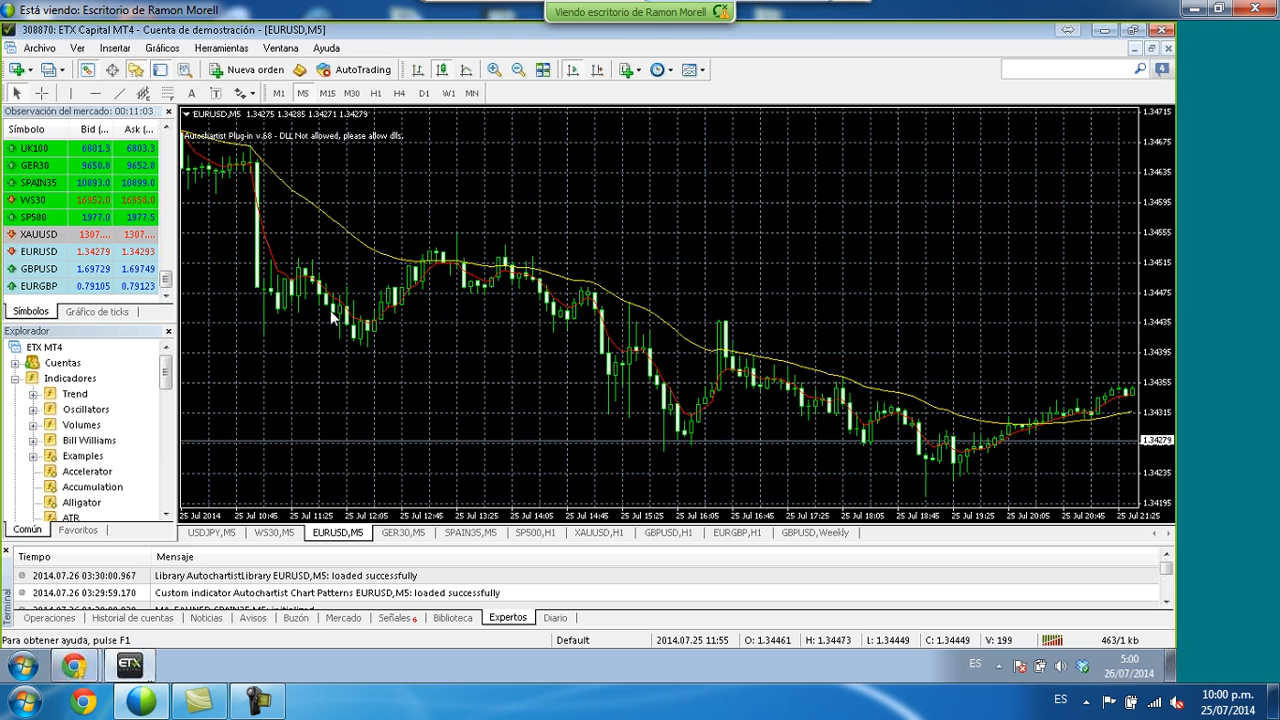 Está viendo: Escritorio de Ramon Morell
Viendo escritorio de Ramon Morell
308870: ETX Capital MT4 - Cuenta de demostración - [EURUSD,M5]
Archivo Ver Insertar Gráficos Herramientas Ventana Ayuda
Nueva orden AutoTrading 4
A T M1 M5 M15 M30 H1 H4 D1 W1 MN
Observación del mercado: 00:11:03
Símbolo Bid (... Ask (...
UK100 6801.3 6803.3
GER30 9650.8 9652.8
SPAIN35 10893.0 10899.0
WS30 16952.0 16958.0
SP500 1977.0 1977.5
XAUUSD 1307.... 1307....
EURUSD 1.34279 1.34293
GBPUSD 1.69729 1.69749
EURGBP 0.79105 0.79123
Símbolos Gráfico de ticks
Explorador
ETX MT4
Cuentas
Indicadores
Trend
Oscillators
Volumes
Bill Williams
Examples
Accelerator
Accumulation
Alligator
ATR
Común Favoritos
EURUSD,M5 1.34275 1.34285 1.34271 1.34279
Autochartist Plug-in v.68 - DLL Not allowed, please allow dlls.
1.34715
1.34675
1.34635
1.34595
1.34555
1.34515
1.34475
1.34435
1.34395
1.34355
1.34315
1.34279
1.34235
1.34195
25 Jul 2014 25 Jul 10:45 25 Jul 11:25 25 Jul 12:05 25 Jul 12:45 25 Jul 13:25 25 Jul 14:05 25 Jul 14:45 25 Jul 15:25 25 Jul 16:05 25 Jul 16:45 25 Jul 17:25 25 Jul 18:05 25 Jul 18:45 25 Jul 19:25 25 Jul 20:05 25 Jul 20:45 25 Jul 21:25
USDJPY,M5 WS30,M5 EURUSD,M5 GER30,M5 SPAIN35,M5 SP500,H1 XAUUSD,H1 GBPUSD,H1 EURGBP,H1 GBPUSD,Weekly
Tiempo Mensaje
2014.07.26 03:30:00.967 Library AutochartistLibrary EURUSD,M5: loaded successfully
2014.07.26 03:29:59.170 Custom indicator Autochartist Chart Patterns EURUSD,M5: loaded successfully
Terminal
Operaciones Historial de cuentas Noticias Avisos Buzón Mercado Señales 6 Biblioteca Expertos Diario
Para obtener ayuda, pulse F1 Default 2014.07.25 11:55 O: 1.34461 H: 1.34473 L: 1.34449 C: 1.34449 V: 199 463/1 kb
ETX CAPITAL
ES 5:00
26/07/2014
ES 10:00 p.m.
25/07/2014